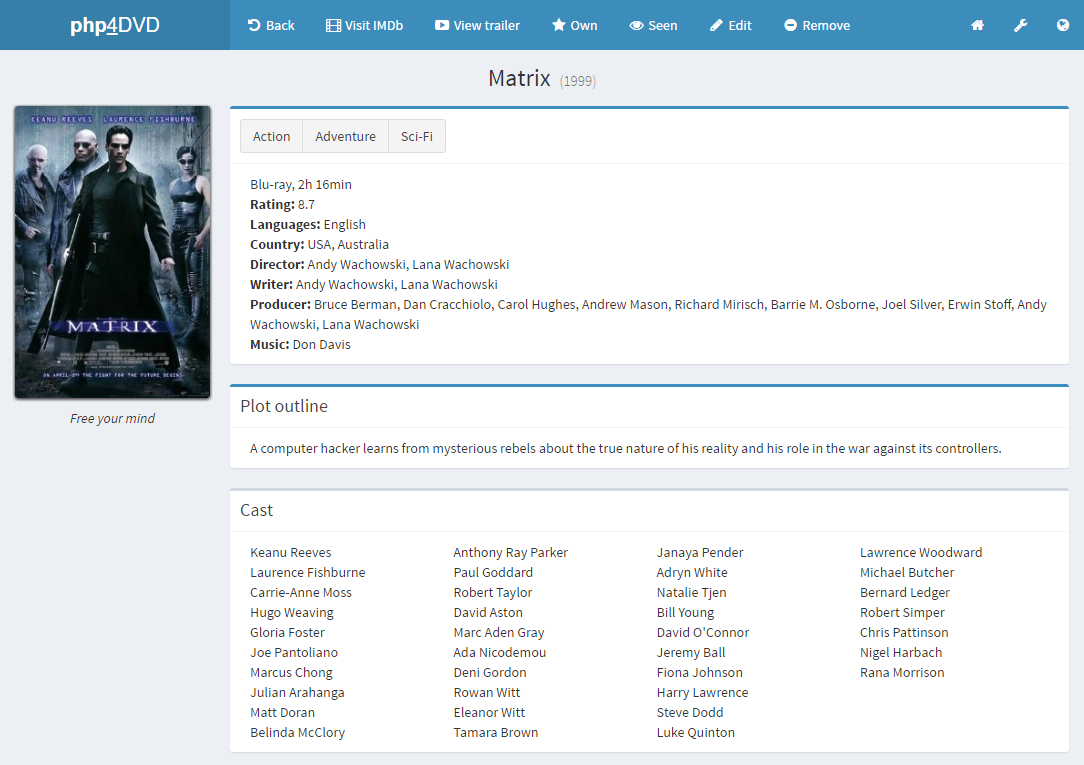 php4DVD
Back Visit IMDb View trailer Own Seen Edit Remove
Matrix (1999)
KEANU REEVES LAURENCE FISHBURNE
MATRIX
ON APRIL 2ND THE FIGHT FOR THE FUTURE BEGINS.
Free your mind
Action Adventure Sci-Fi
Blu-ray, 2h 16min
Rating: 8.7
Languages: English
Country: USA, Australia
Director: Andy Wachowski, Lana Wachowski
Writer: Andy Wachowski, Lana Wachowski
Producer: Bruce Berman, Dan Cracchiolo, Carol Hughes, Andrew Mason, Richard Mirisch, Barrie M. Osborne, Joel Silver, Erwin Stoff, Andy
Wachowski, Lana Wachowski
Music: Don Davis
Plot outline
A computer hacker learns from mysterious rebels about the true nature of his reality and his role in the war against its controllers.
Cast
Keanu Reeves
Laurence Fishburne
Carrie-Anne Moss
Hugo Weaving
Gloria Foster
Joe Pantoliano
Marcus Chong
Julian Arahanga
Matt Doran
Belinda McClory
Anthony Ray Parker
Paul Goddard
Robert Taylor
David Aston
Marc Aden Gray
Ada Nicodemou
Deni Gordon
Rowan Witt
Eleanor Witt
Tamara Brown
Janaya Pender
Adryn White
Natalie Tjen
Bill Young
David O'Connor
Jeremy Ball
Fiona Johnson
Harry Lawrence
Steve Dodd
Luke Quinton
Lawrence Woodward
Michael Butcher
Bernard Ledger
Robert Simper
Chris Pattinson
Nigel Harbach
Rana Morrison